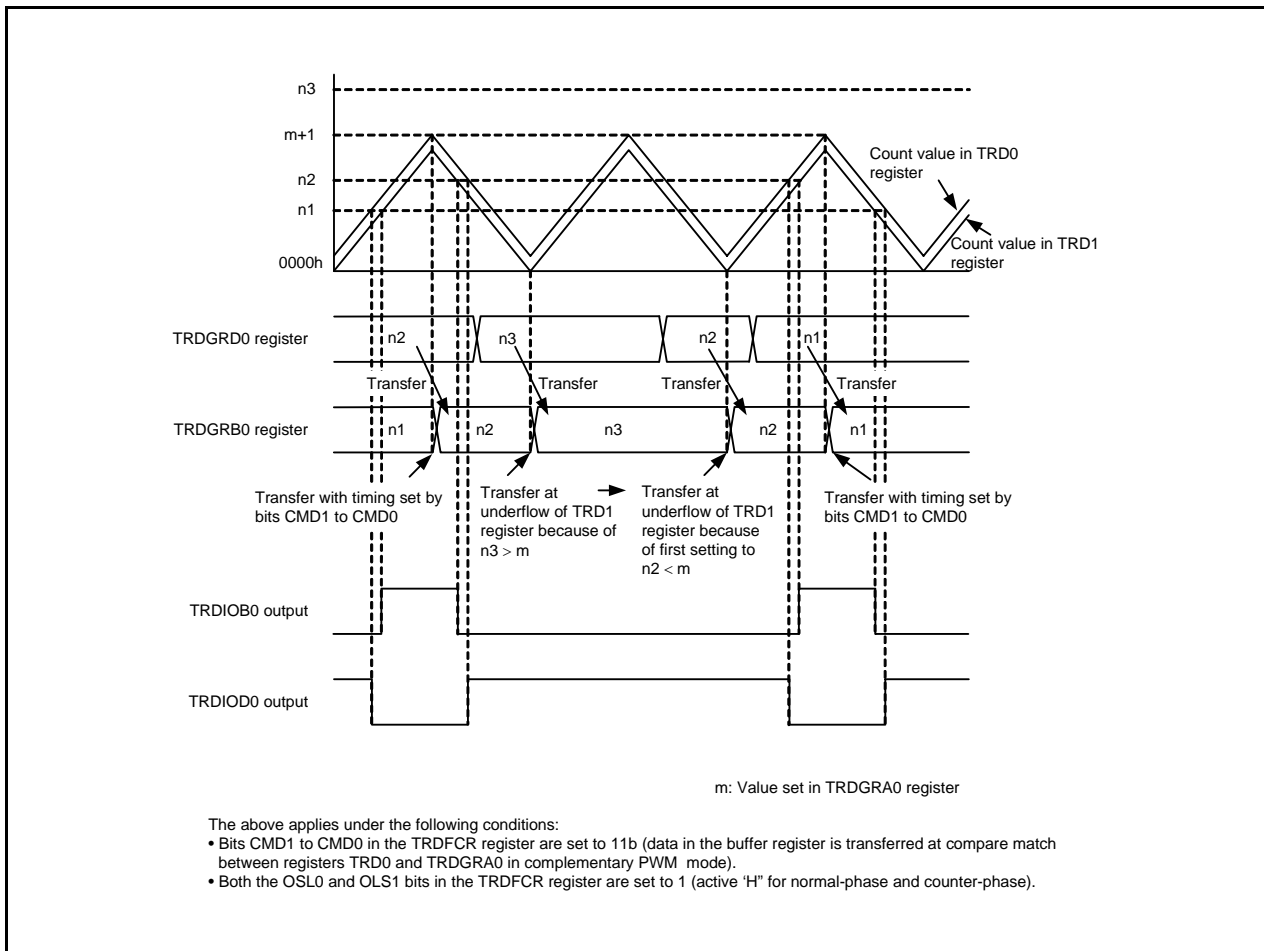 n3
m+1
n2
n1
0000h
Count value in TRD0
register
Count value in TRD1
register
TRDGRD0 register
n2
n3
n2
n1
Transfer
Transfer
Transfer
Transfer
TRDGRB0 register
n1
n2
n3
n2
n1
Transfer with timing set by
bits CMD1 to CMD0
Transfer at
underflow of TRD1
register because of
n3 > m
Transfer at
underflow of TRD1
register because
of first setting to
n2 < m
Transfer with timing set by
bits CMD1 to CMD0
TRDIOB0 output
TRDIOD0 output
m: Value set in TRDGRA0 register
The above applies under the following conditions:
• Bits CMD1 to CMD0 in the TRDFCR register are set to 11b (data in the buffer register is transferred at compare match
between registers TRD0 and TRDGRA0 in complementary PWM mode).
• Both the OSL0 and OLS1 bits in the TRDFCR register are set to 1 (active ‘H” for normal-phase and counter-phase).